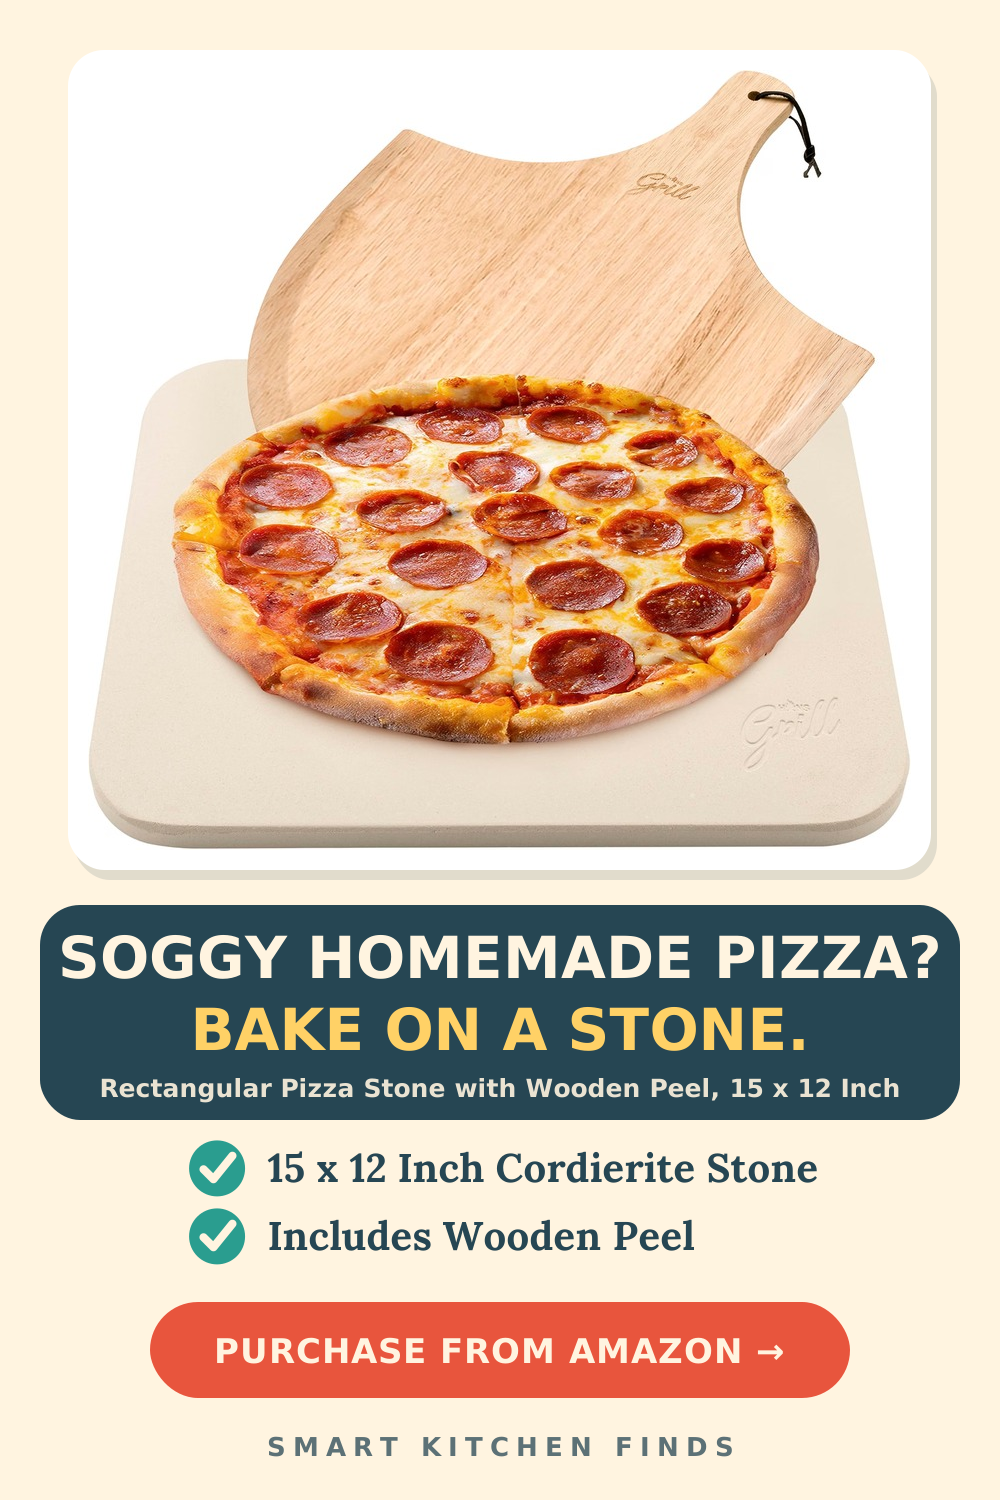 Grill
SOGGY HOMEMADE PIZZA?
BAKE ON A STONE.
Rectangular Pizza Stone with Wooden Peel, 15 x 12 Inch
15 x 12 Inch Cordierite Stone
Includes Wooden Peel
PURCHASE FROM AMAZON →
SMART KITCHEN FINDS